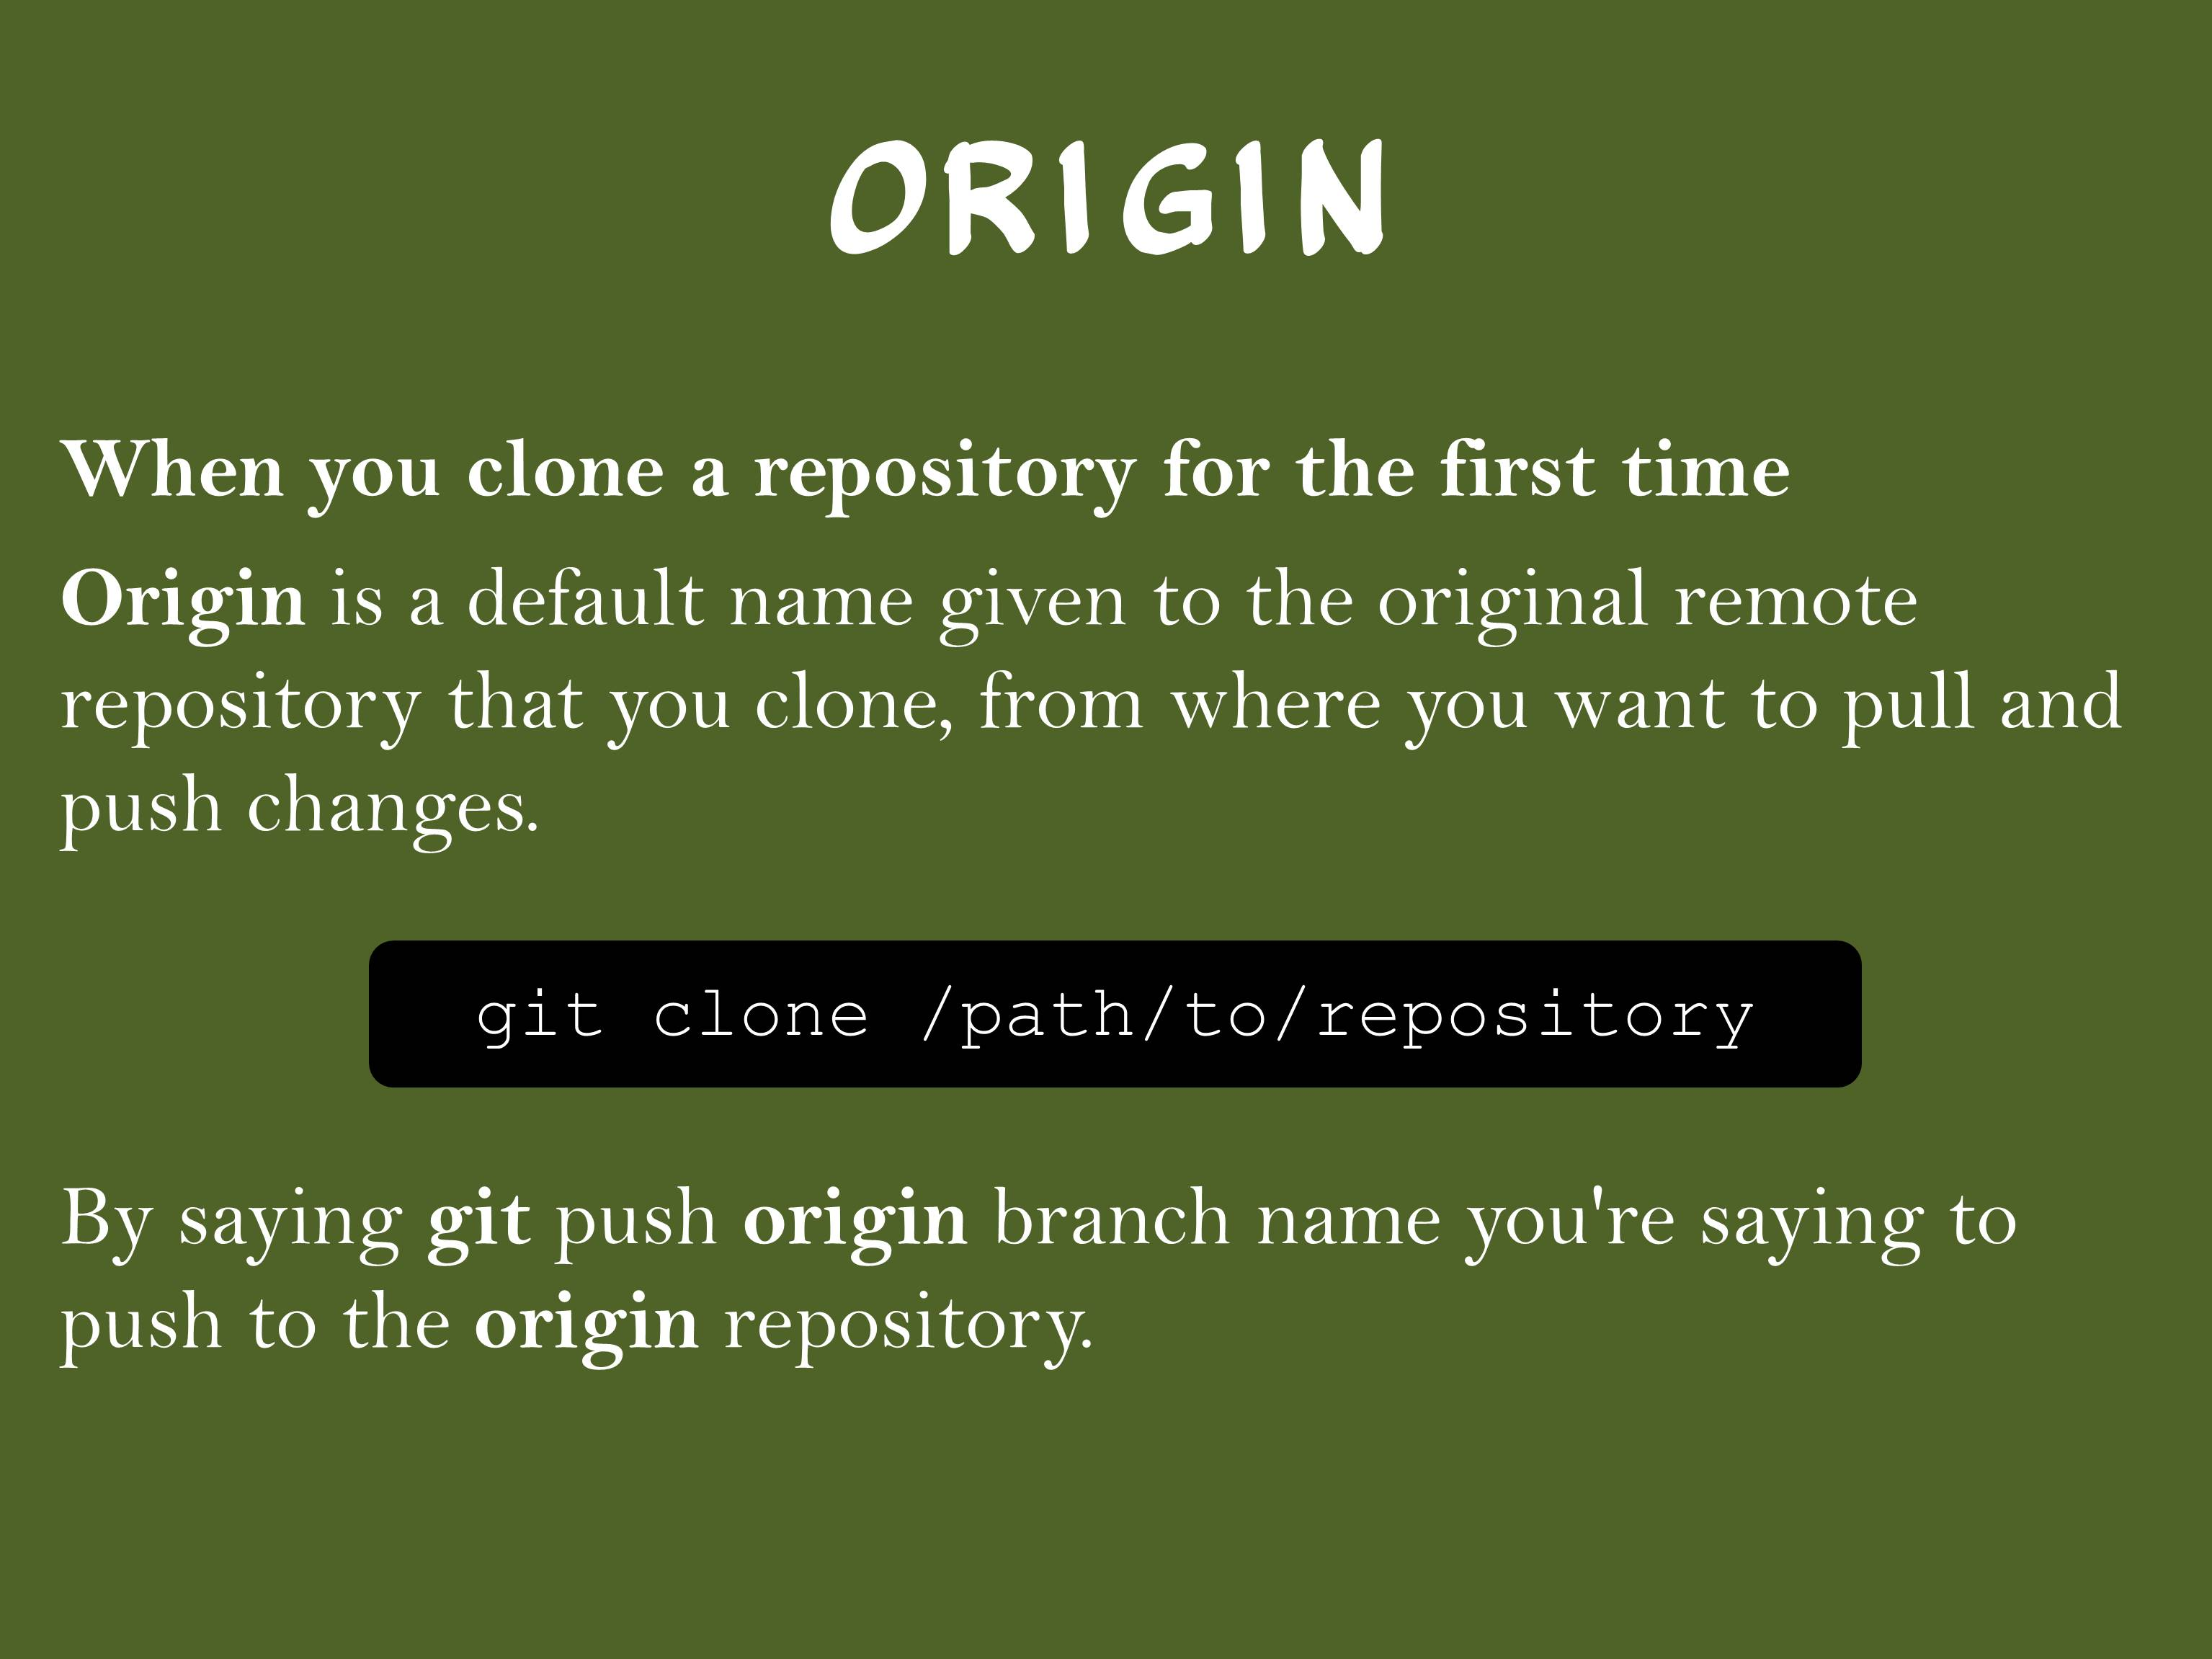 ORIGIN
When you clone a repository for the first time
Origin is a default name given to the original remote
repository that you clone, from where you want to pull and
push changes.
git clone /path/to/repository
By saying git push origin branch name you're saying to
push to the origin repository.